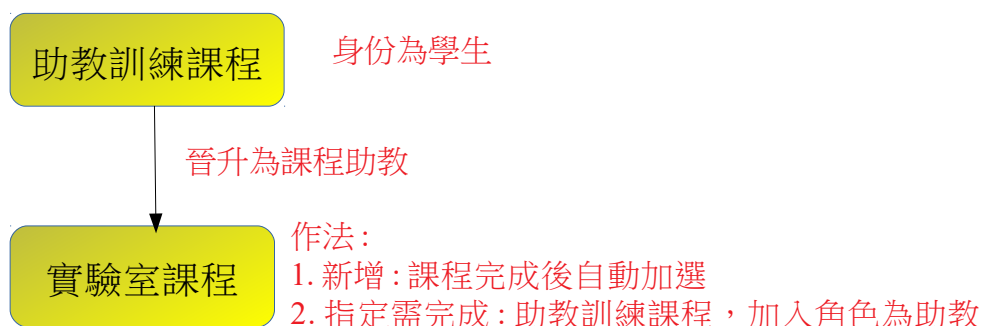 助教訓練課程
身份為學生
晉升為課程助教
實驗室課程
作法:
1. 新增:課程完成後自動加選
2. 指定需完成:助教訓練課程，加入角色為助教